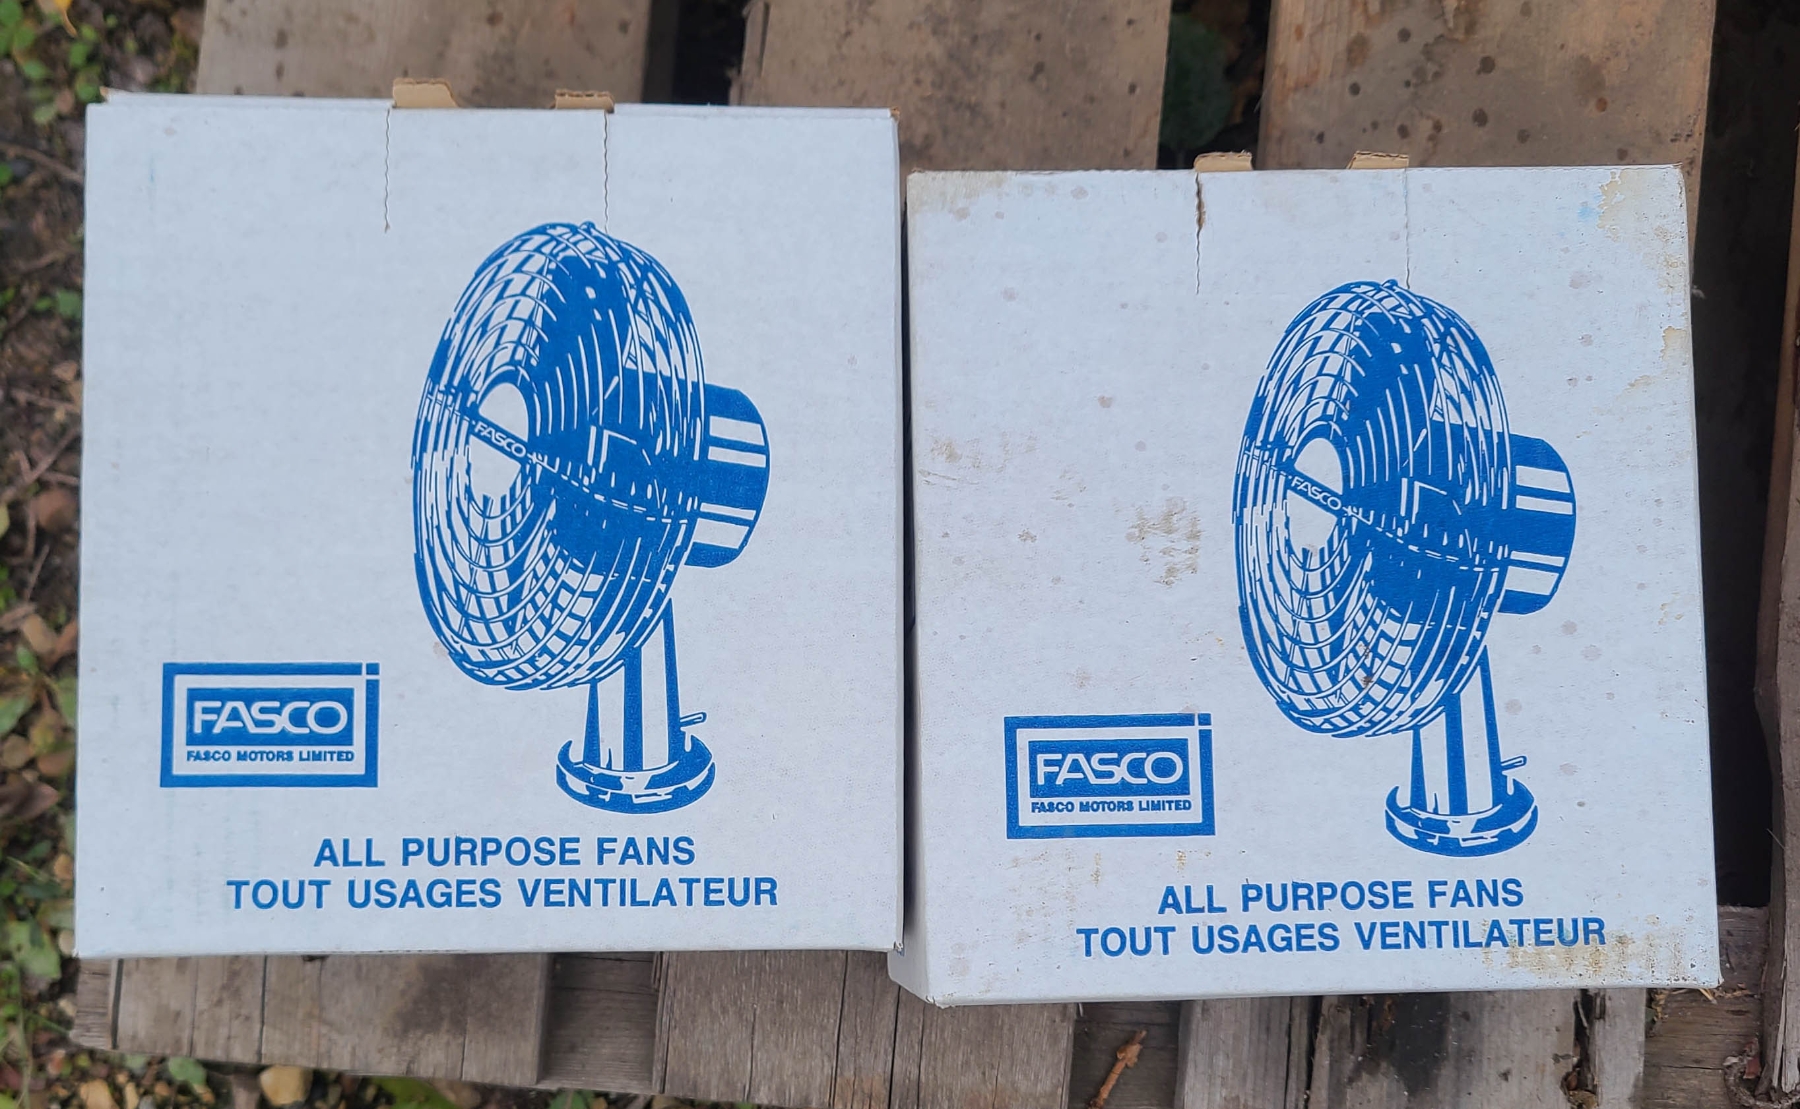 FASCO
FASCO
FASCO MOTORS LIMITED
ALL PURPOSE FANS
TOUT USAGES VENTILATEUR
FASCO
FASCO
FASCO MOTORS LIMITED
ALL PURPOSE FANS
TOUT USAGES VENTILATEUR